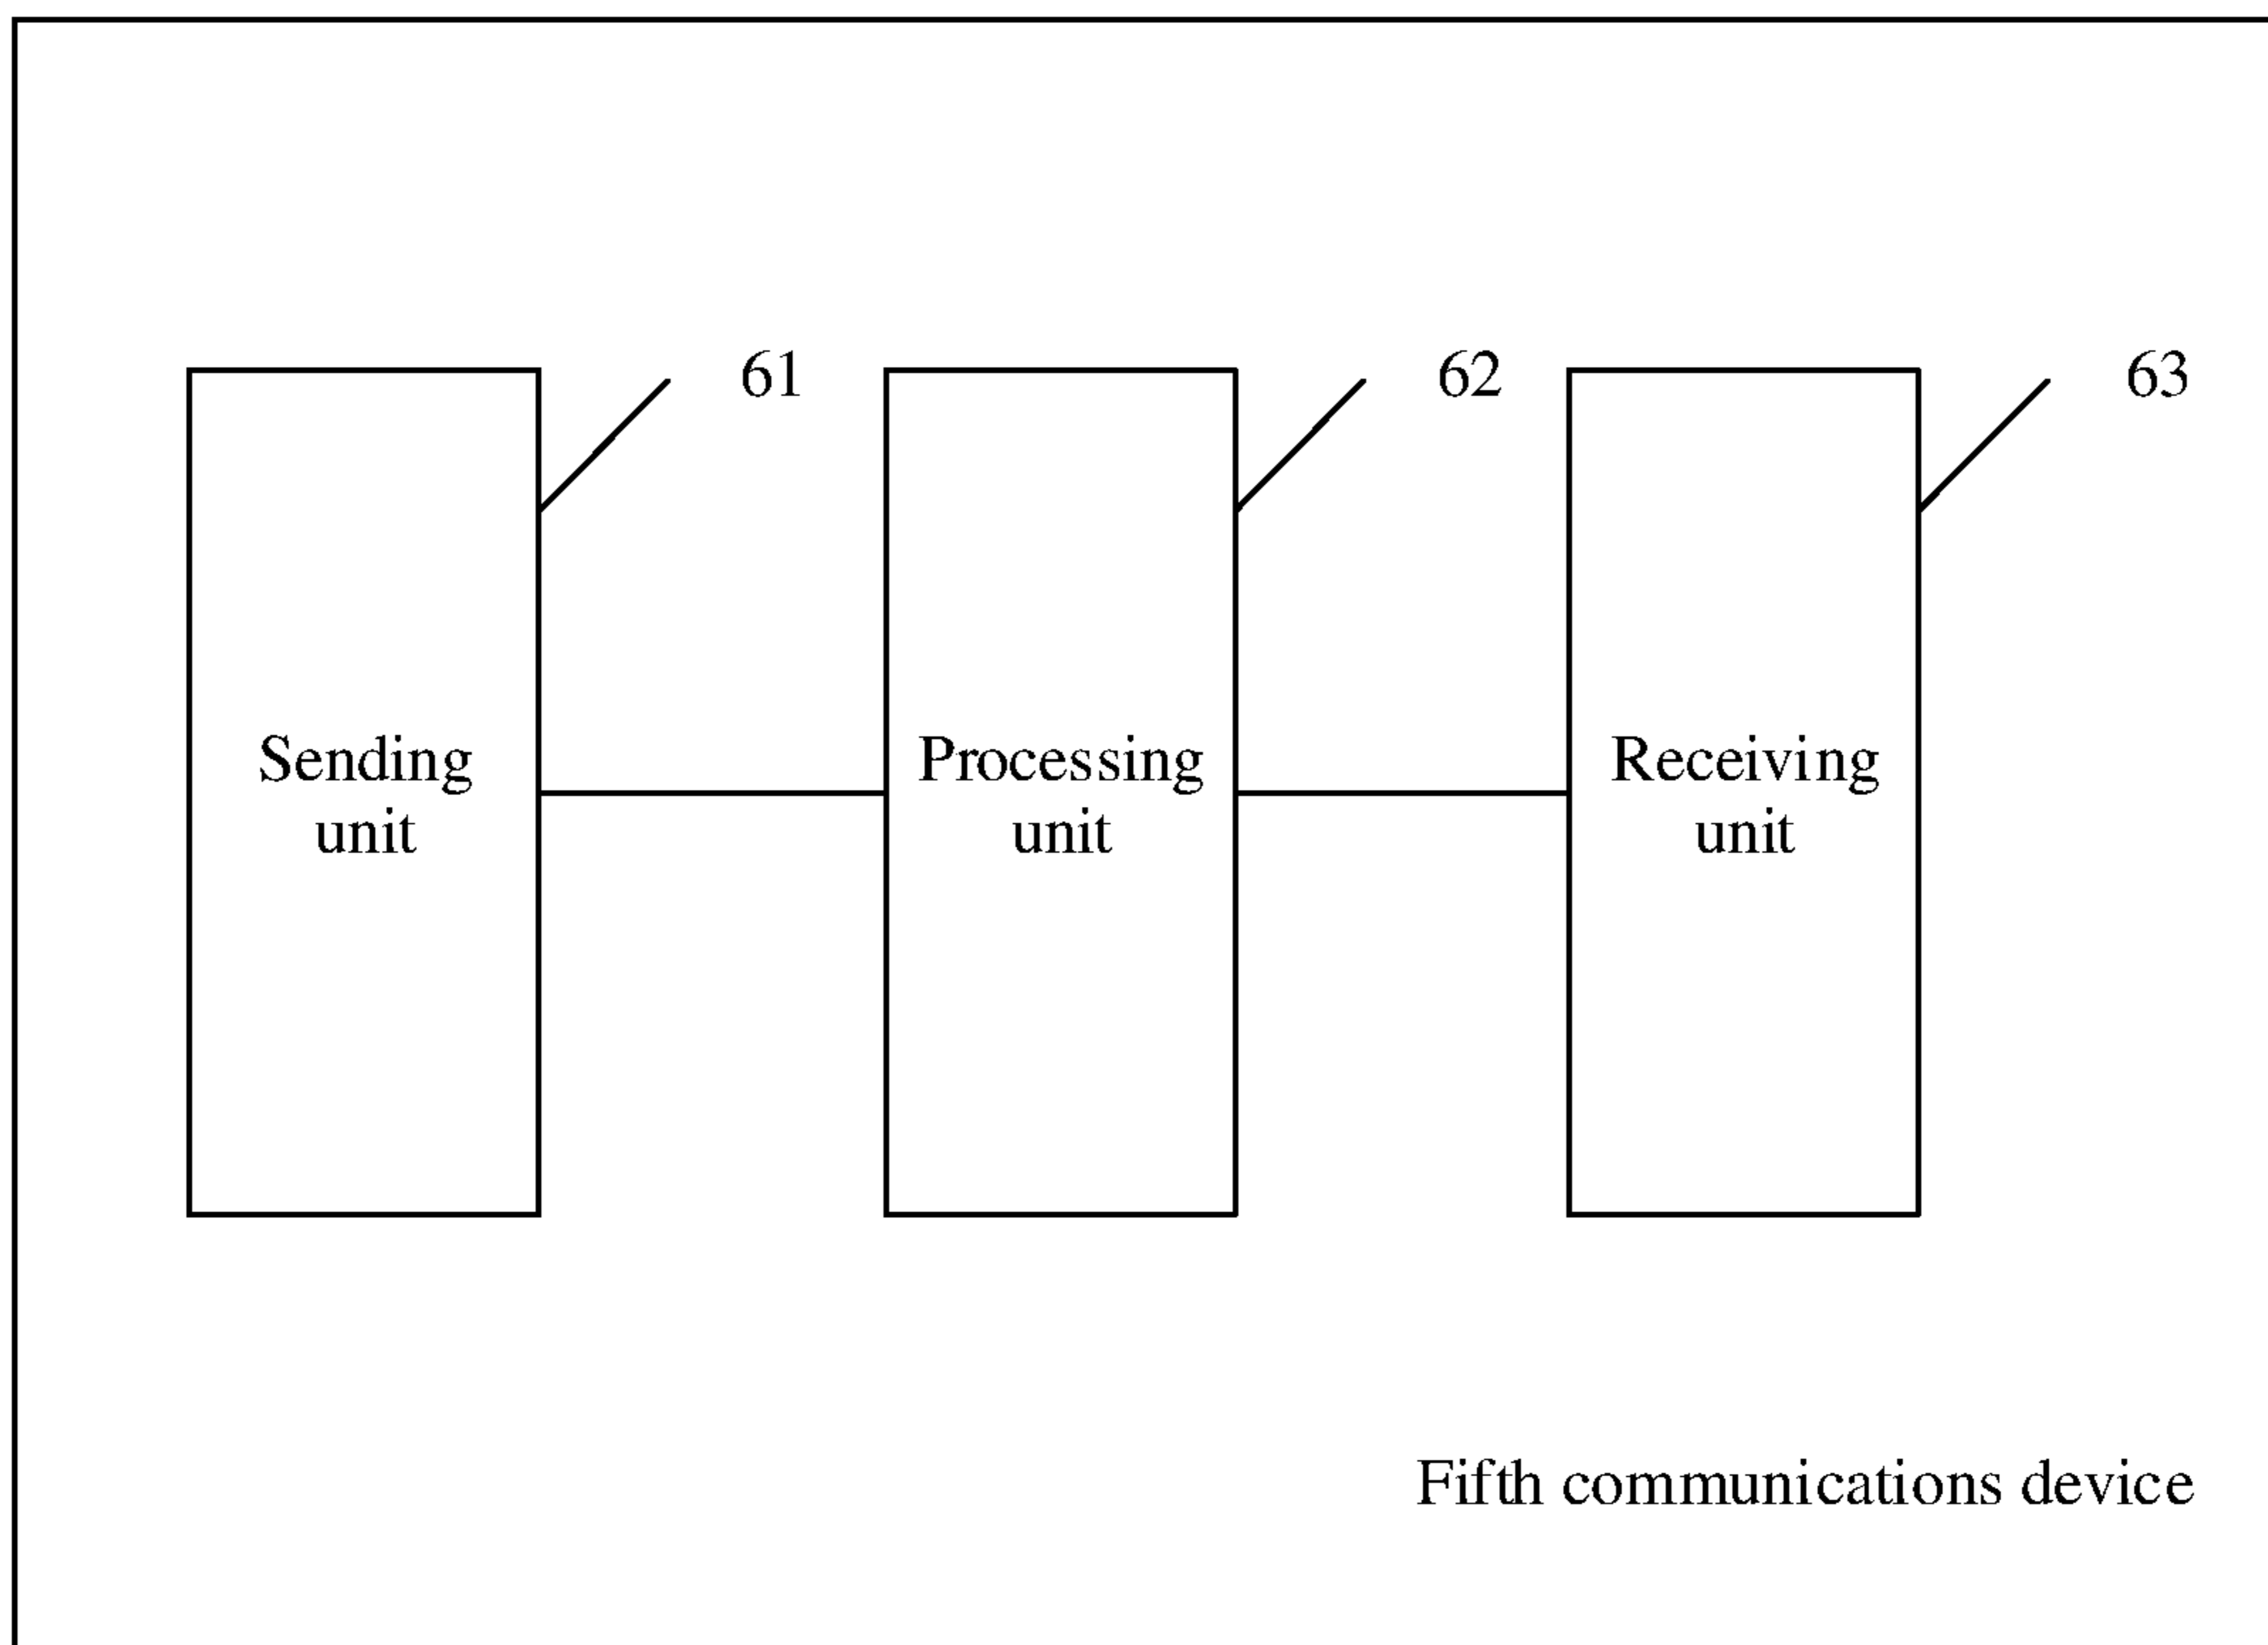 61
62
63
Sending
unit
Processing
unit
Receiving
unit
Fifth communications device